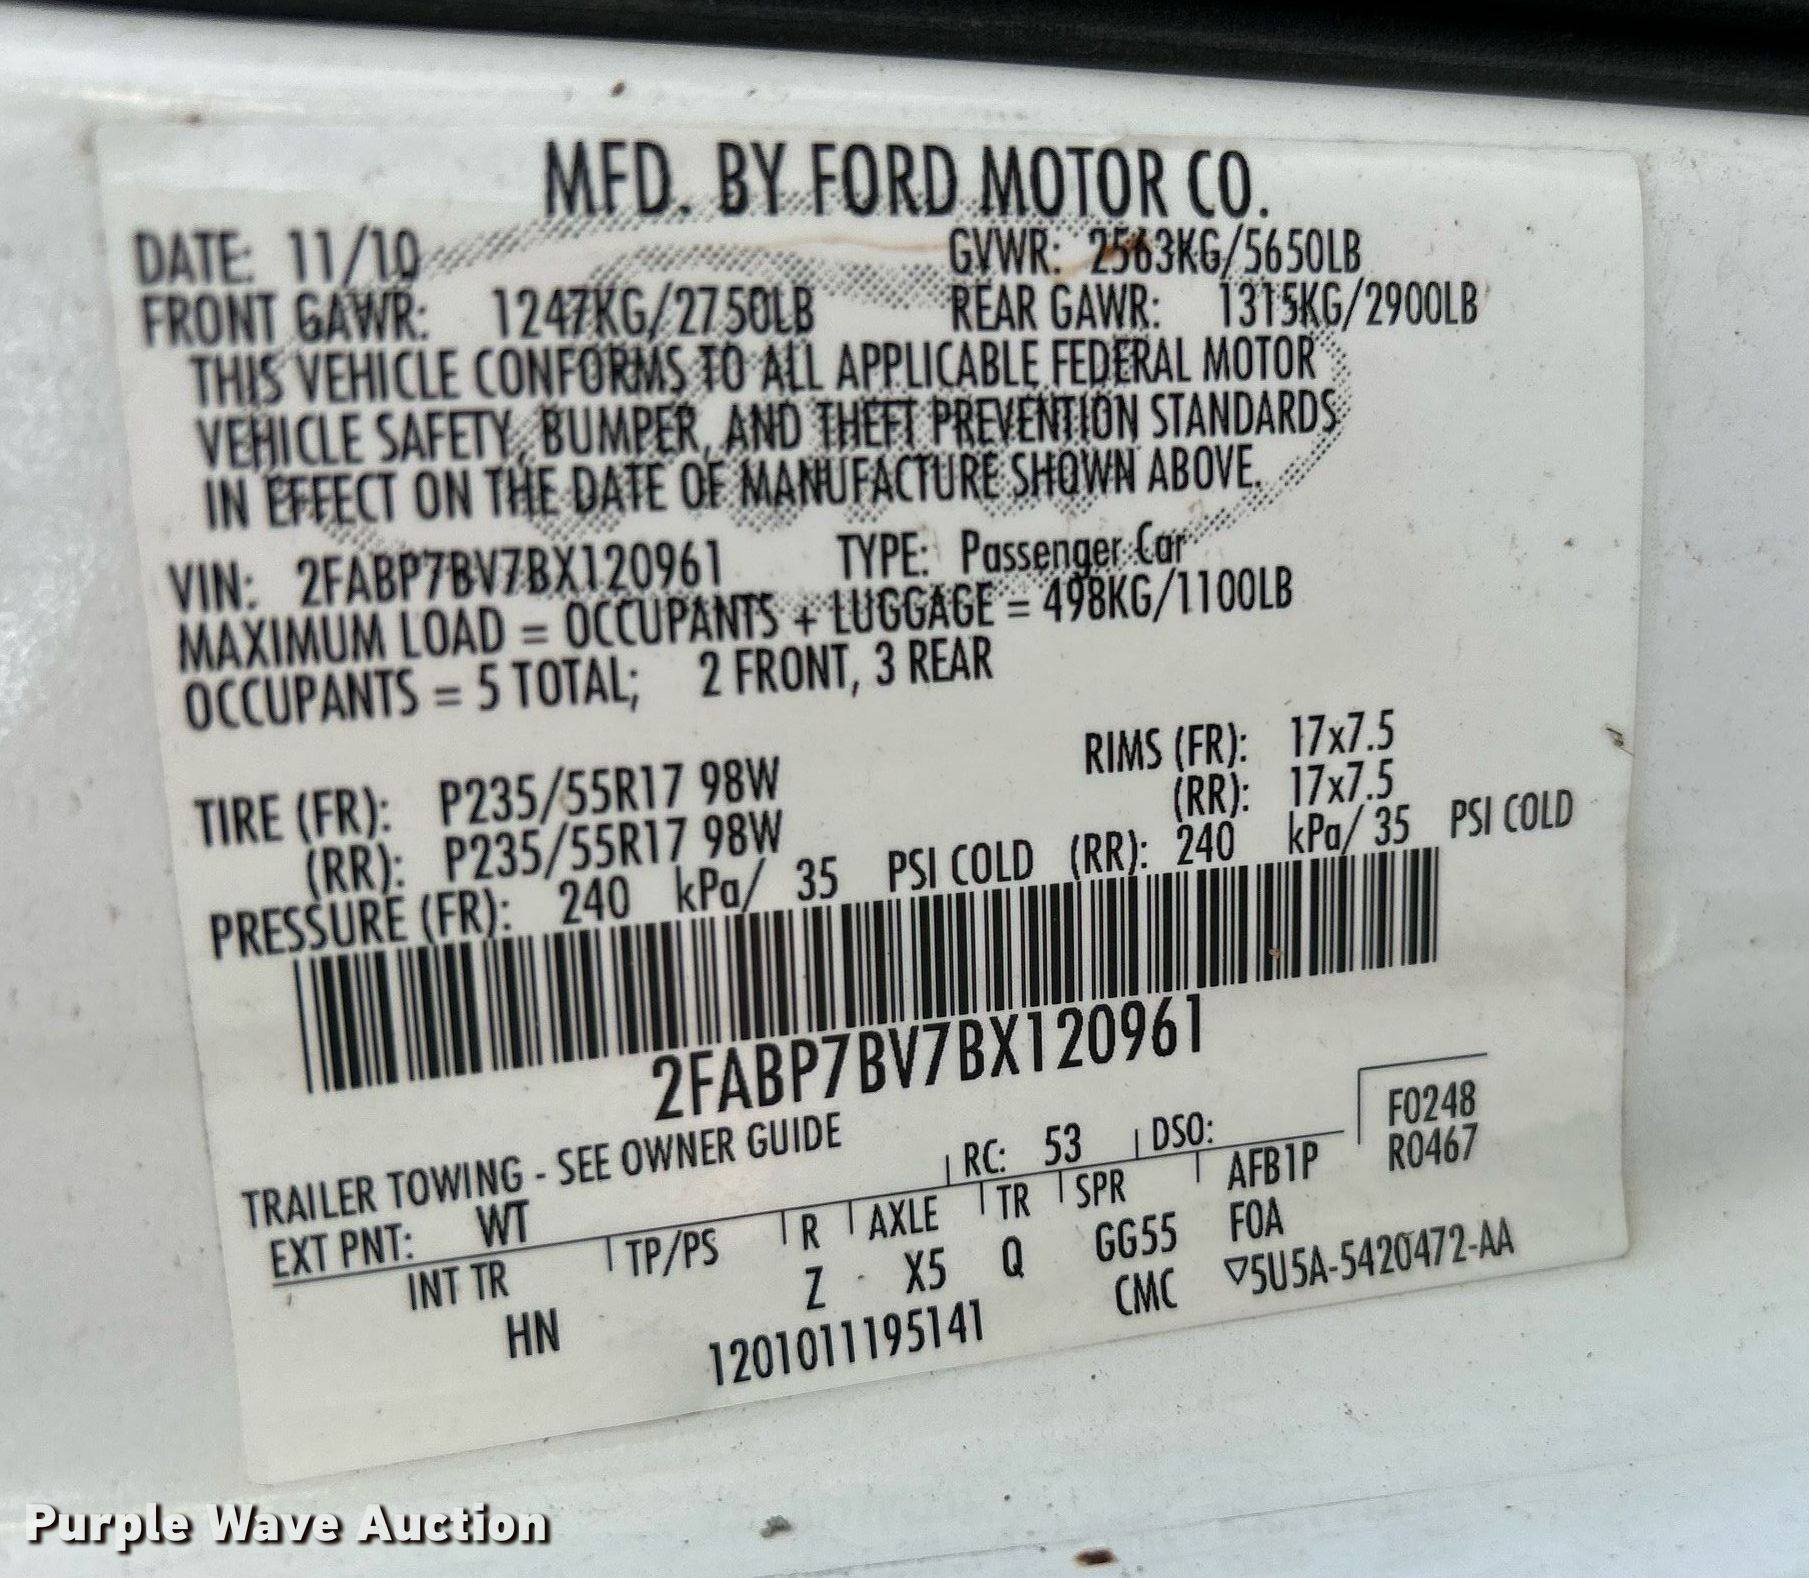 MFD. BY FORD MOTOR CO.
DATE: 11/10 GVWR: 2563KG/5650LB
FRONT GAWR: 1247KG/2750LB REAR GAWR: 1315KG/2900LB
THIS VEHICLE CONFORMS TO ALL APPLICABLE FEDERAL MOTOR
VEHICLE SAFETY, BUMPER, AND THEFT PREVENTION STANDARDS
IN EFFECT ON THE DATE OF MANUFACTURE SHOWN ABOVE.
VIN: 2FABP7BV7BX120961 TYPE: Passenger Car
MAXIMUM LOAD = OCCUPANTS + LUGGAGE = 498KG/1100LB
OCCUPANTS = 5 TOTAL; 2 FRONT, 3 REAR
TIRE (FR): P235/55R17 98W RIMS (FR): 17x7.5
(RR): P235/55R17 98W (RR): 17x7.5
PRESSURE (FR): 240 kPa/ 35 PSI COLD (RR): 240 kPa/ 35 PSI COLD
2FABP7BV7BX120961
TRAILER TOWING - SEE OWNER GUIDE RC: 53 DSO: F0248
EXT PNT: WT R0467
INT TR TP/PS R AXLE TR SPR AFB1P
HN Z X5 Q GG55 FOA
1201011195141 CMC ▽5U5A-5420472-AA
Purple Wave Auction